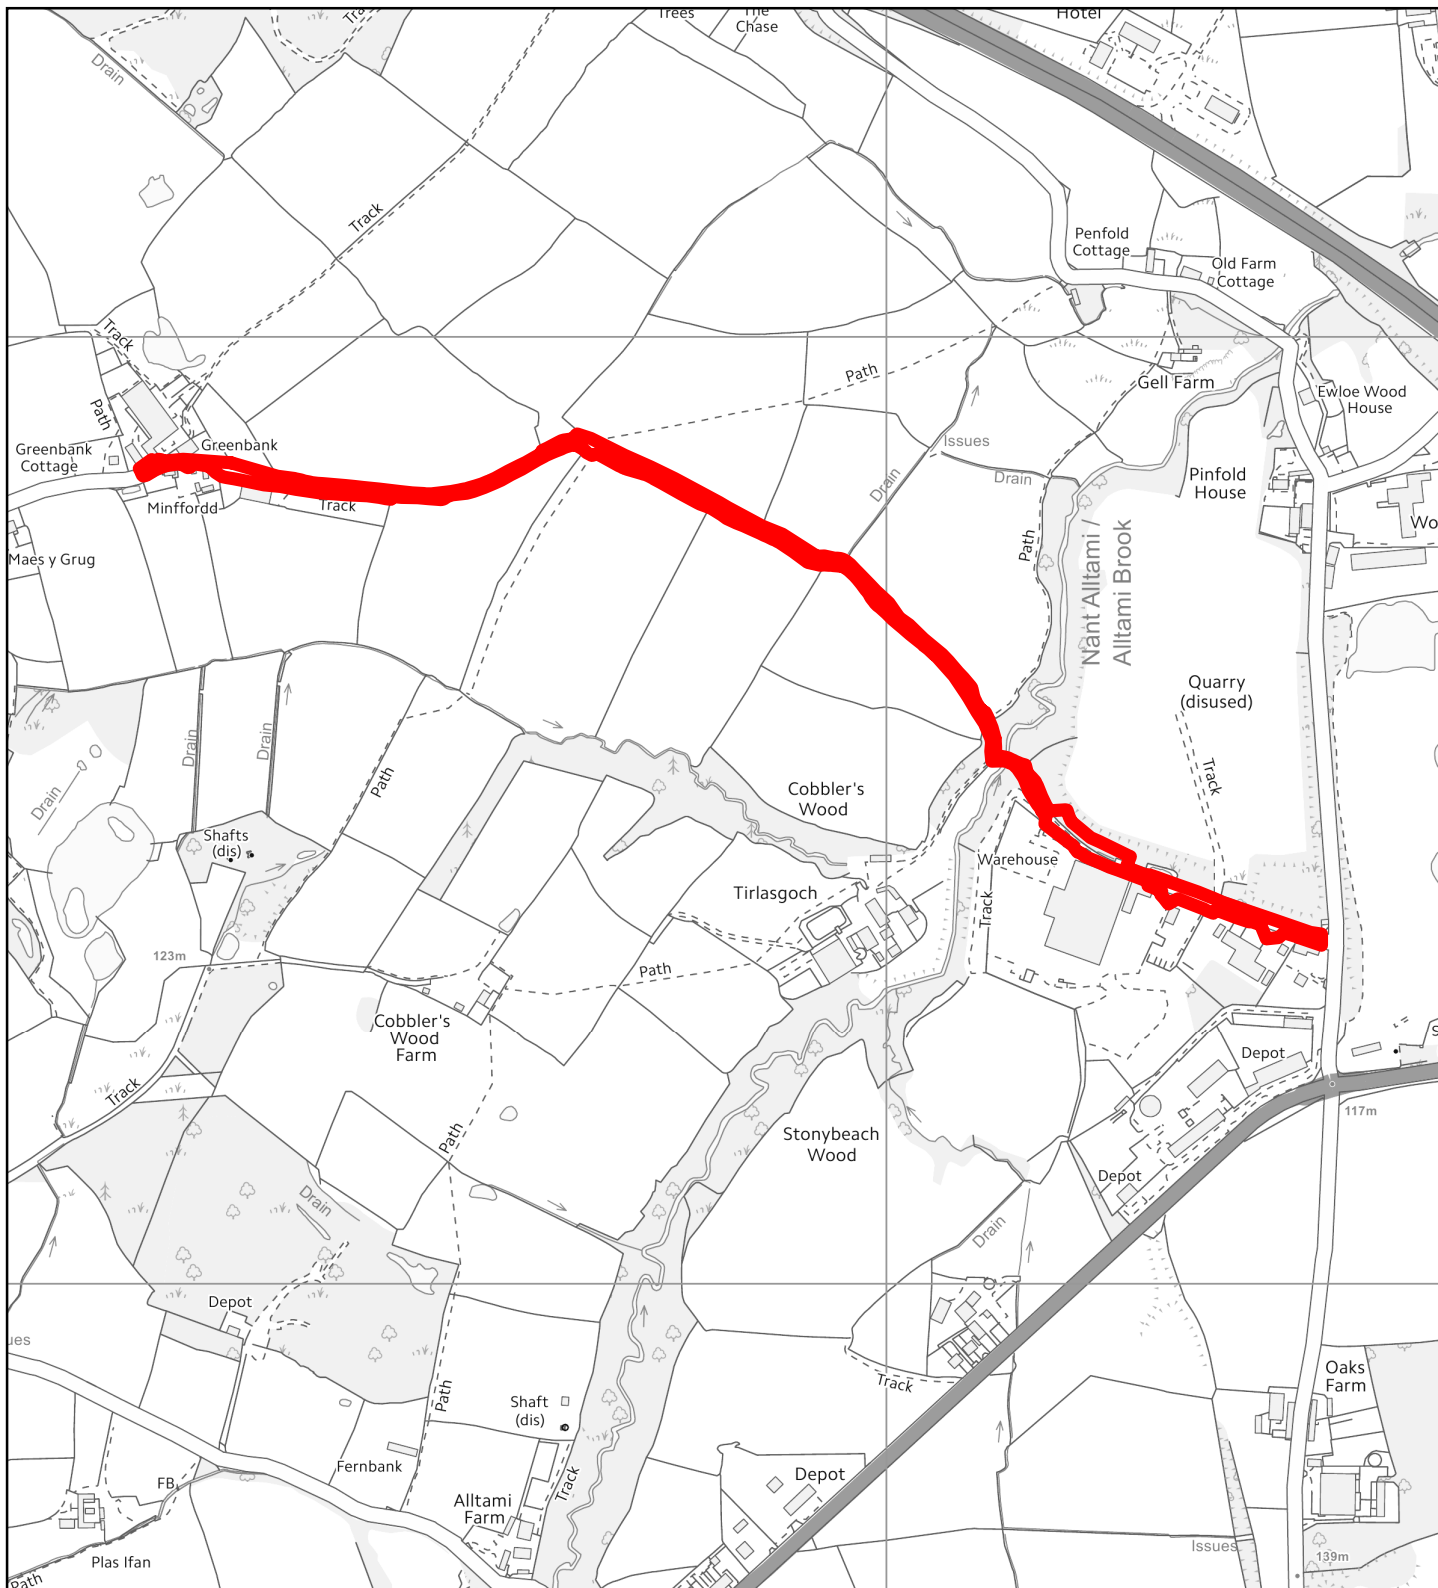 Trees
The
Chase
Hotel
Tra
Drain
Track
Penfold
Cottage
Old Farm
Cottage
Track
Path
Path
Gell Farm
Ewloe Wood
House
Greenbank
Cottage
Greenbank
Issues
Drain
Drain
Pinfold
House
Minffordd
Track
Wo
Maes y Grug
Path
Nant Alltami /
Alltami Brook
Quarry
(disused)
Drain
Drain
Path
Track
Drain
Cobbler's
Wood
Shafts
(dis)
Warehouse
Tirlasgoch
Track
123m
Path
Cobbler's
Wood
Farm
Depot
Track
117m
Path
Stonybeach
Wood
Depot
Drain
Drain
Depot
ues
Oaks
Farm
Track
Path
Shaft
(dis)
Fernbank
Depot
FB
Track
Alltami
Farm
Issues
139m
Plas Ifan
Path